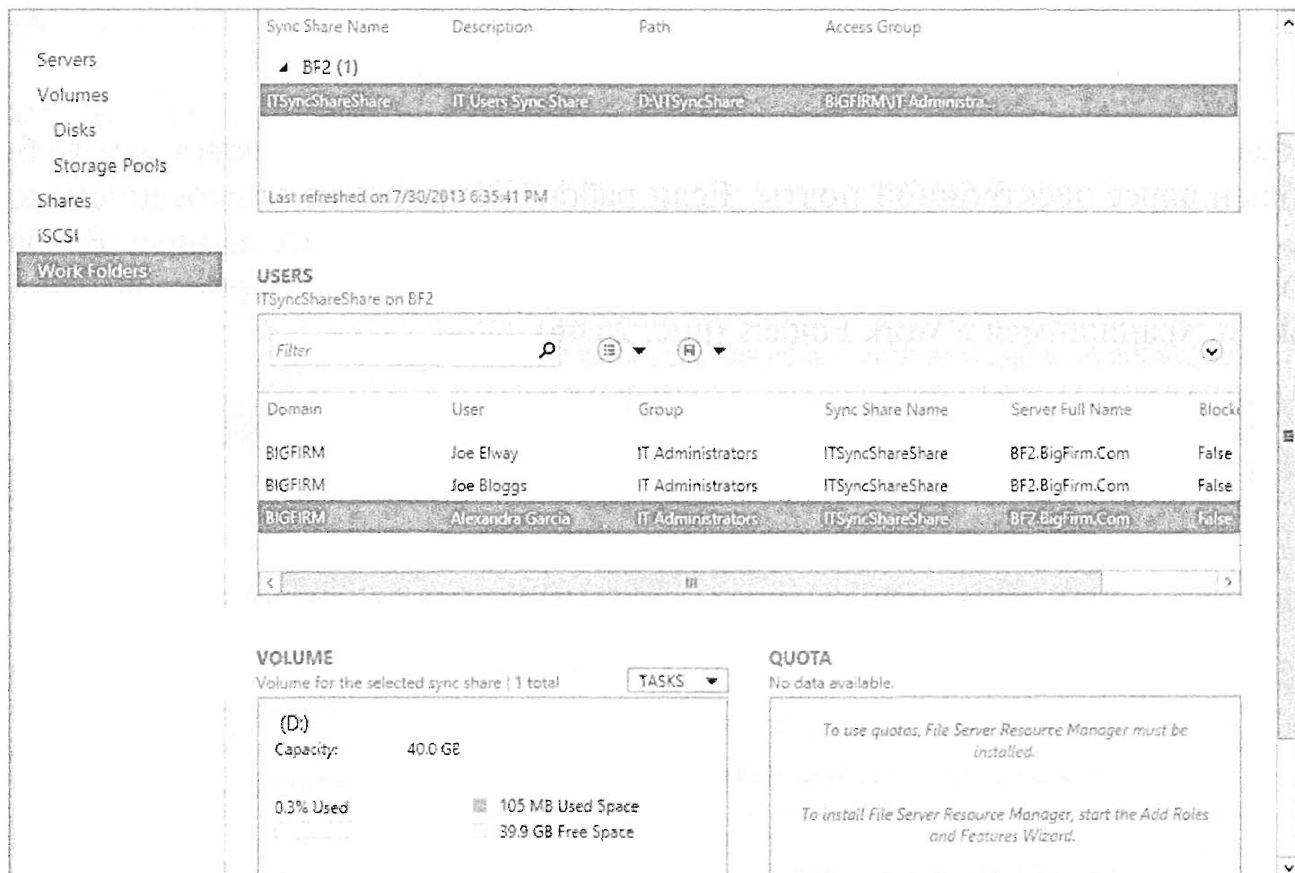 Sync Share Name Description Path Access Group
BF2 (1)
ITSyncShareShare IT Users Sync Share D:\ITSyncShare BIGFIRM\IT Administra...
Last refreshed on 7/30/2013 6:35:41 PM
Servers
Volumes
Disks
Storage Pools
Shares
iSCSI
Work Folders
USERS
ITSyncShareShare on BF2
Filter
Domain User Group Sync Share Name Server Full Name Blocke
BIGFIRM Joe Elway IT Administrators ITSyncShareShare BF2.BigFirm.Com False
BIGFIRM Joe Bloggs IT Administrators ITSyncShareShare BF2.BigFirm.Com False
BIGFIRM Alexandra Garcia IT Administrators ITSyncShareShare BF2.BigFirm.Com False
VOLUME
Volume for the selected sync share | 1 total
TASKS
(D:)
Capacity: 40.0 GB
0.3% Used
105 MB Used Space
39.9 GB Free Space
QUOTA
No data available.
To use quotas, File Server Resource Manager must be
installed.
To install File Server Resource Manager, start the Add Roles
and Features Wizard.